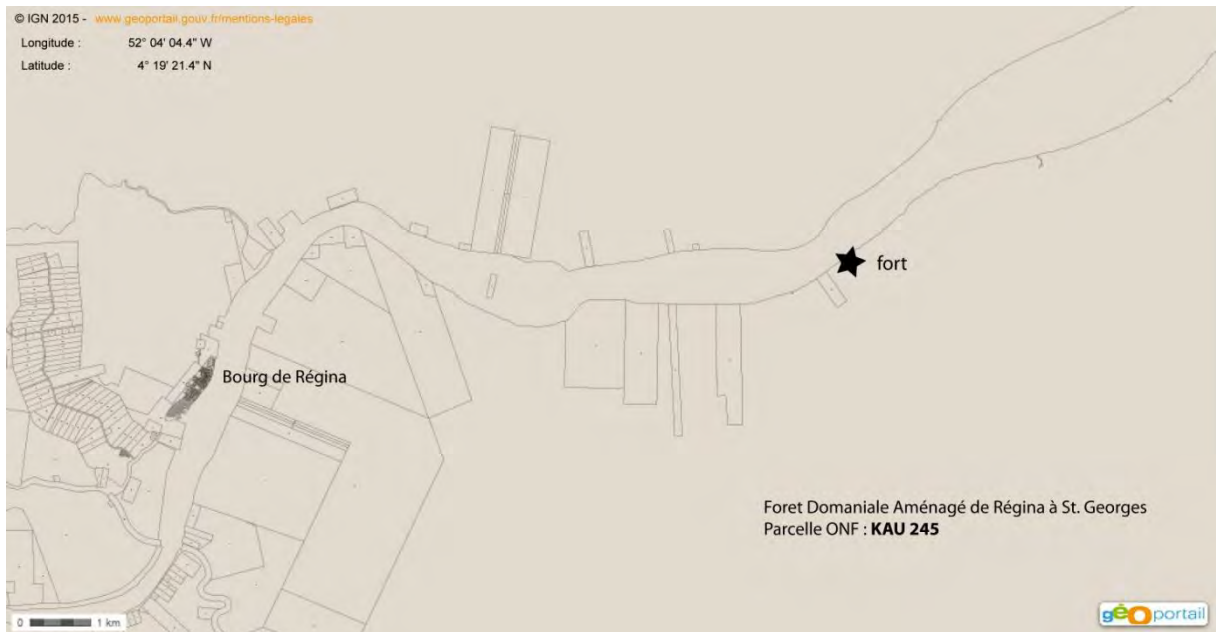 © IGN 2015 - www.geoportail.gouv.fr/mentions-legales
Longitude : 52° 04' 04.4" W
Latitude : 4° 19' 21.4" N
fort
Bourg de Régina
Foret Domaniale Aménagé de Régina à St. Georges
Parcelle ONF : KAU 245
0 1 km
géoportail